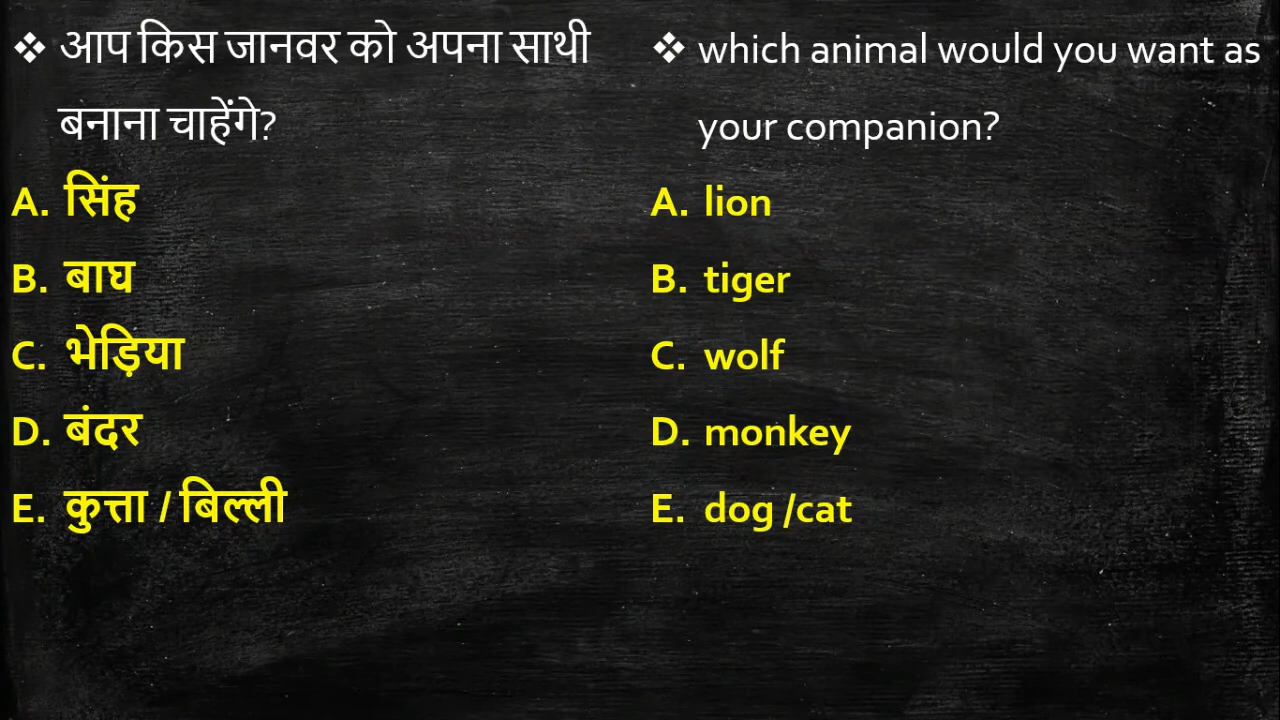 ❖ आप किस जानवर को अपना साथी
बनाना चाहेंगे?
A. सिंह
B. बाघ
C. भेड़िया
D. बंदर
E. कुत्ता / बिल्ली
❖ which animal would you want as
your companion?
A. lion
B. tiger
C. wolf
D. monkey
E. dog /cat